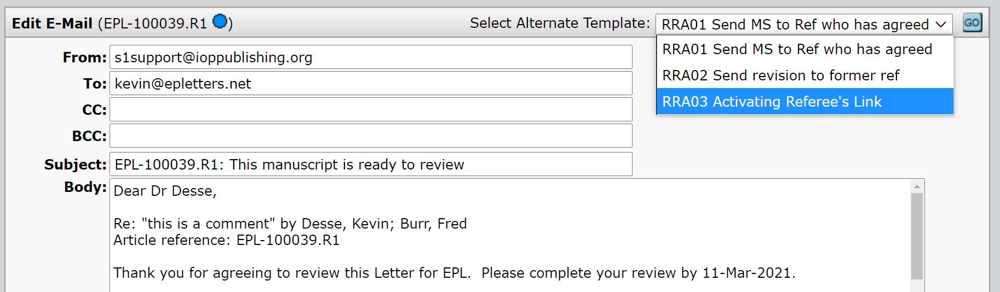 Edit E-Mail (EPL-100039.R1 ) Select Alternate Template: RRA01 Send MS to Ref who has agreed GO
RRA01 Send MS to Ref who has agreed
RRA02 Send revision to former ref
RRA03 Activating Referee's Link
From: s1support@ioppublishing.org
To: kevin@epletters.net
CC:
BCC:
Subject: EPL-100039.R1: This manuscript is ready to review
Body: Dear Dr Desse,
Re: "this is a comment" by Desse, Kevin; Burr, Fred
Article reference: EPL-100039.R1
Thank you for agreeing to review this Letter for EPL.  Please complete your review by 11-Mar-2021.